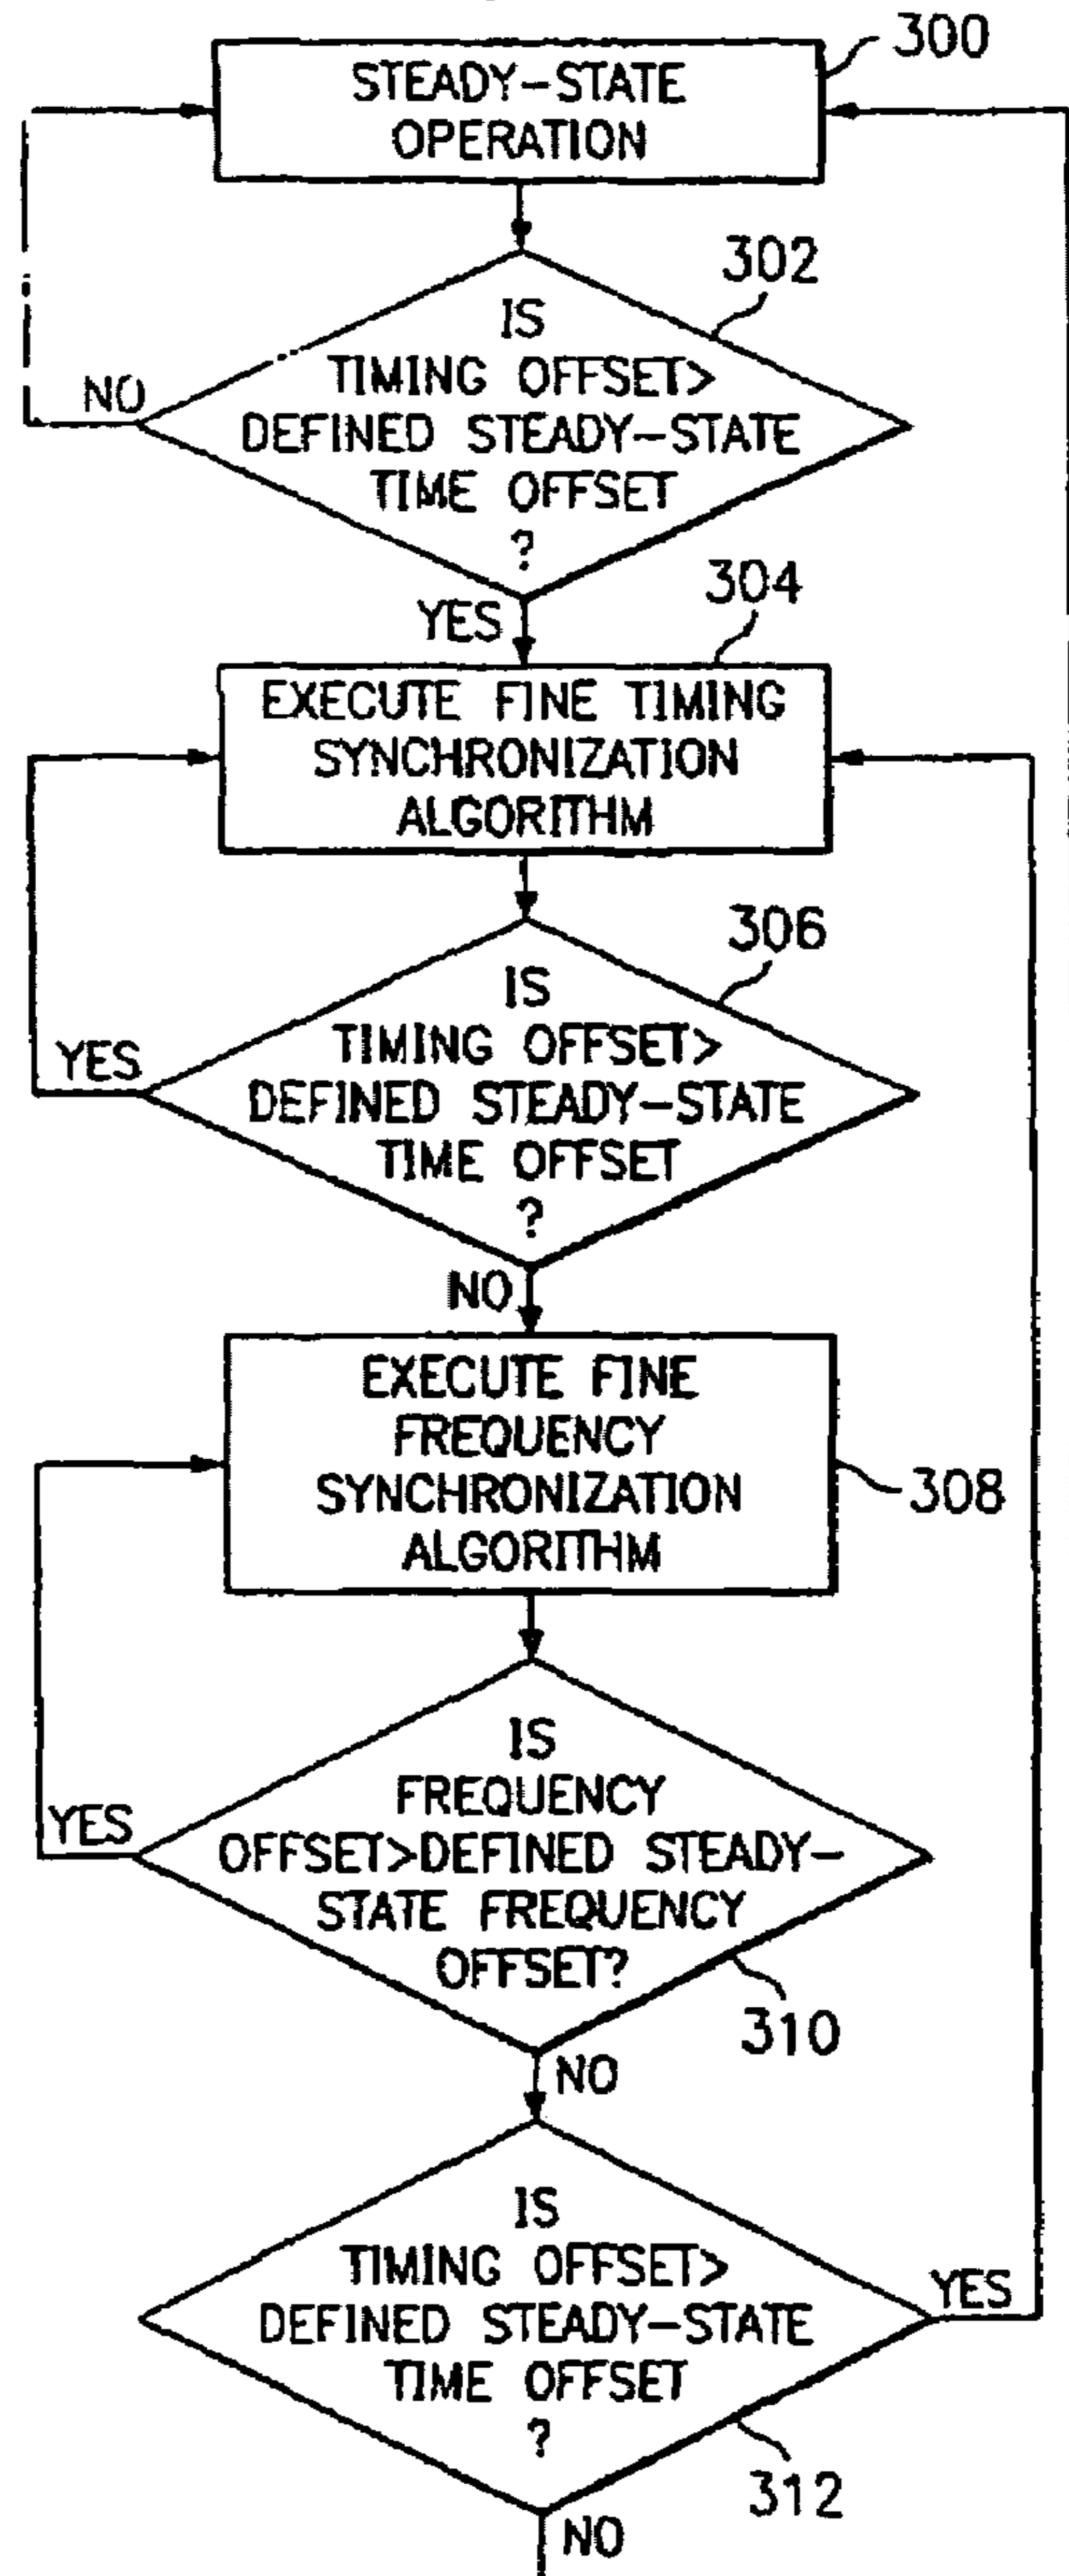 300
STEADY-STATE
OPERATION
302
IS
TIMING OFFSET>
DEFINED STEADY-STATE
TIME OFFSET
?
NO
YES
304
EXECUTE FINE TIMING
SYNCHRONIZATION
ALGORITHM
306
IS
TIMING OFFSET>
DEFINED STEADY-STATE
TIME OFFSET
?
YES
NO
EXECUTE FINE
FREQUENCY
SYNCHRONIZATION
ALGORITHM
308
IS
FREQUENCY
OFFSET>DEFINED STEADY-
STATE FREQUENCY
OFFSET?
YES
310
NO
IS
TIMING OFFSET>
DEFINED STEADY-STATE
TIME OFFSET
?
YES
312
NO